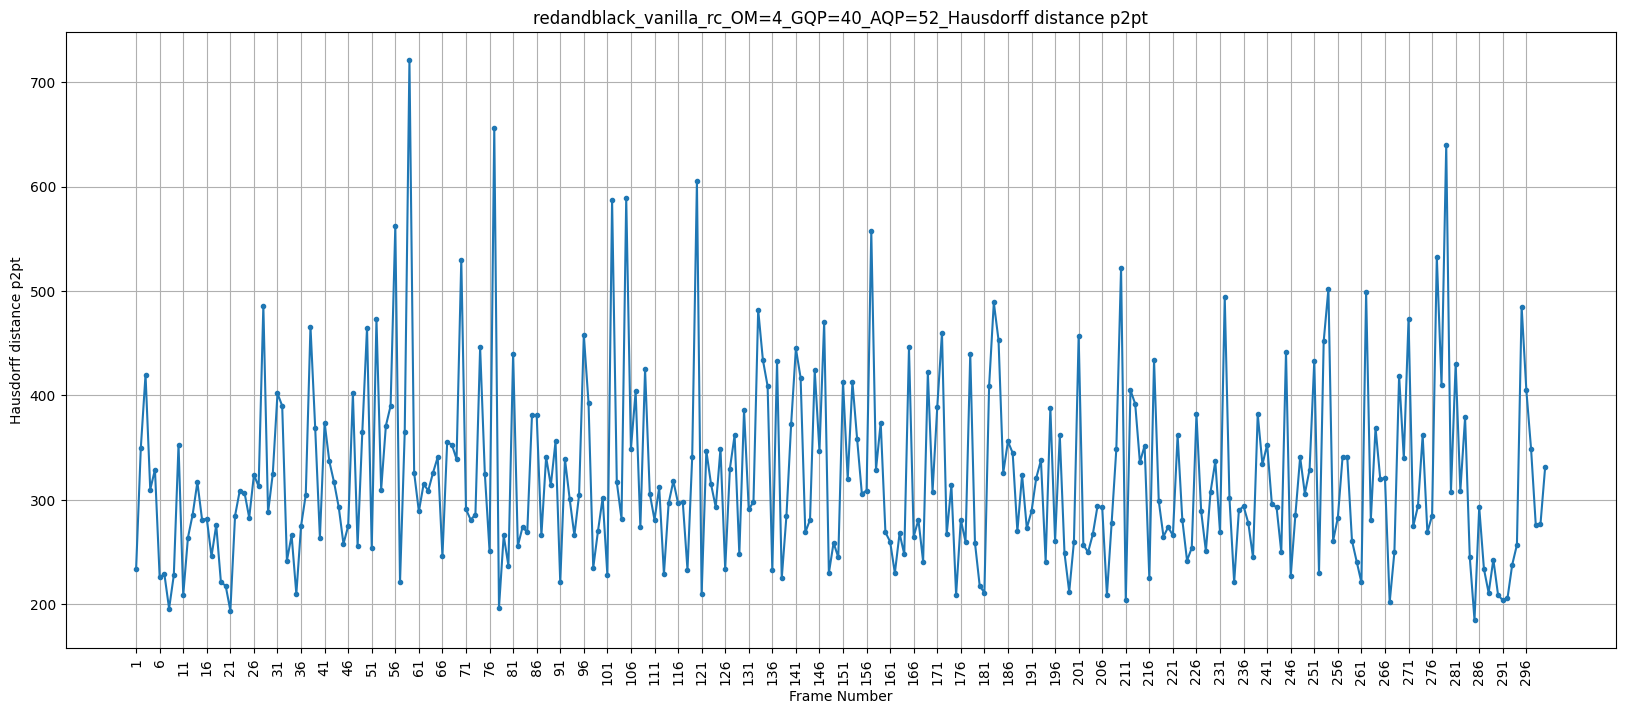 redandblack_vanilla_rc_OM=4_GQP=40_AQP=52_Hausdorff distance p2pt
Hausdorff distance p2pt
700
600
500
400
300
200
1 6 11 16 21 26 31 36 41 46 51 56 61 66 71 76 81 86 91 96 101 106 111 116 121 126 131 136 141 146 151 156 161 166 171 176 181 186 191 196 201 206 211 216 221 226 231 236 241 246 251 256 261 266 271 276 281 286 291 296
Frame Number